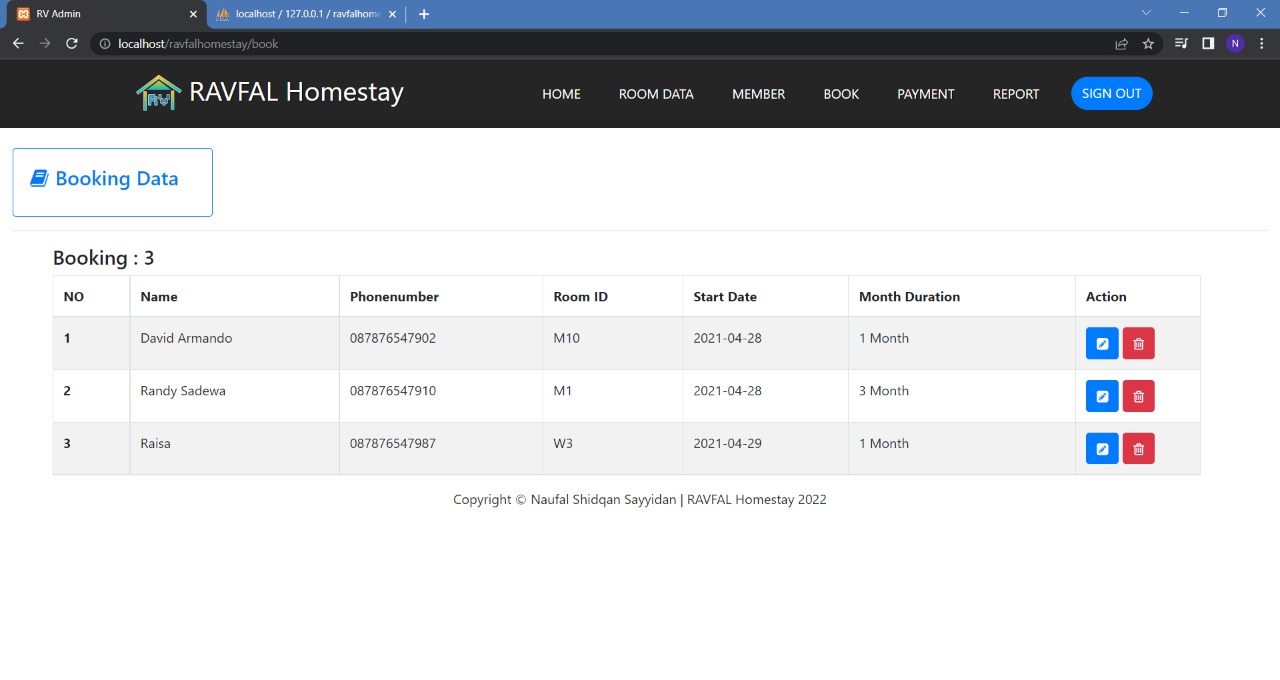 RV Admin
localhost / 127.0.0.1 / ravfalhome
localhost/ravfalhomestay/book
N
RV RAVFAL Homestay
HOME ROOM DATA MEMBER BOOK PAYMENT REPORT SIGN OUT
Booking Data
Booking : 3
NO Name Phonenumber Room ID Start Date Month Duration Action
1 David Armando 087876547902 M10 2021-04-28 1 Month
2 Randy Sadewa 087876547910 M1 2021-04-28 3 Month
3 Raisa 087876547987 W3 2021-04-29 1 Month
Copyright © Naufal Shidqan Sayyidan | RAVFAL Homestay 2022